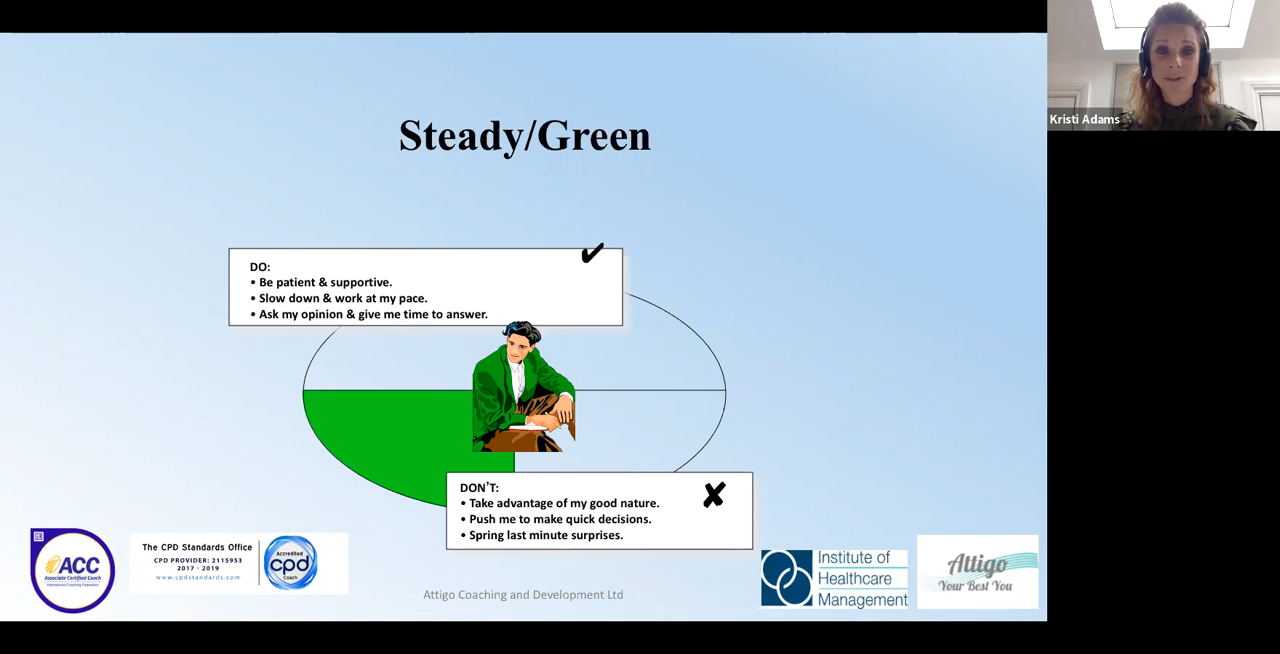 Kristi Adams
Steady/Green
DO:
• Be patient & supportive.
• Slow down & work at my pace.
• Ask my opinion & give me time to answer.
DON’T:
• Take advantage of my good nature.
• Push me to make quick decisions.
• Spring last minute surprises.
ACC
Associate Certified Coach
International Coaching Federation
The CPD Standards Office
CPD PROVIDER: 2115953
2017 - 2019
www.cpdstandards.com
Accredited
cpd
Coach
Attigo Coaching and Development Ltd
Institute of
Healthcare
Management
Attigo
Your Best You